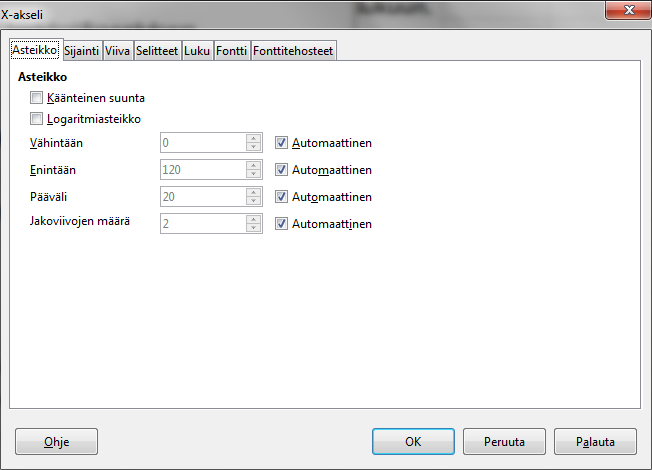 X-akseli
Asteikko Sijainti Viiva Selitteet Luku Fontti Fonttitehosteet
Asteikko
Käänteinen suunta
Logaritmiasteikko
Vähintään 0 Automaattinen
Enintään 120 Automaattinen
Pääväli 20 Automaattinen
Jakoviivojen määrä 2 Automaattinen
Ohje OK Peruuta Palauta